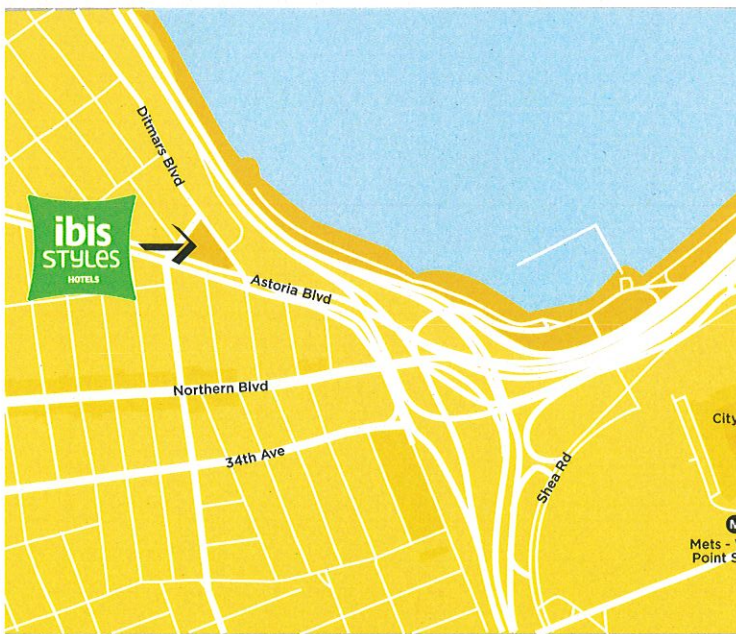 Ditmars Blvd
ibis
STYLES
HOTELS
Astoria Blvd
Northern Blvd
34th Ave
Shea Rd
City
M
Mets -
Point S